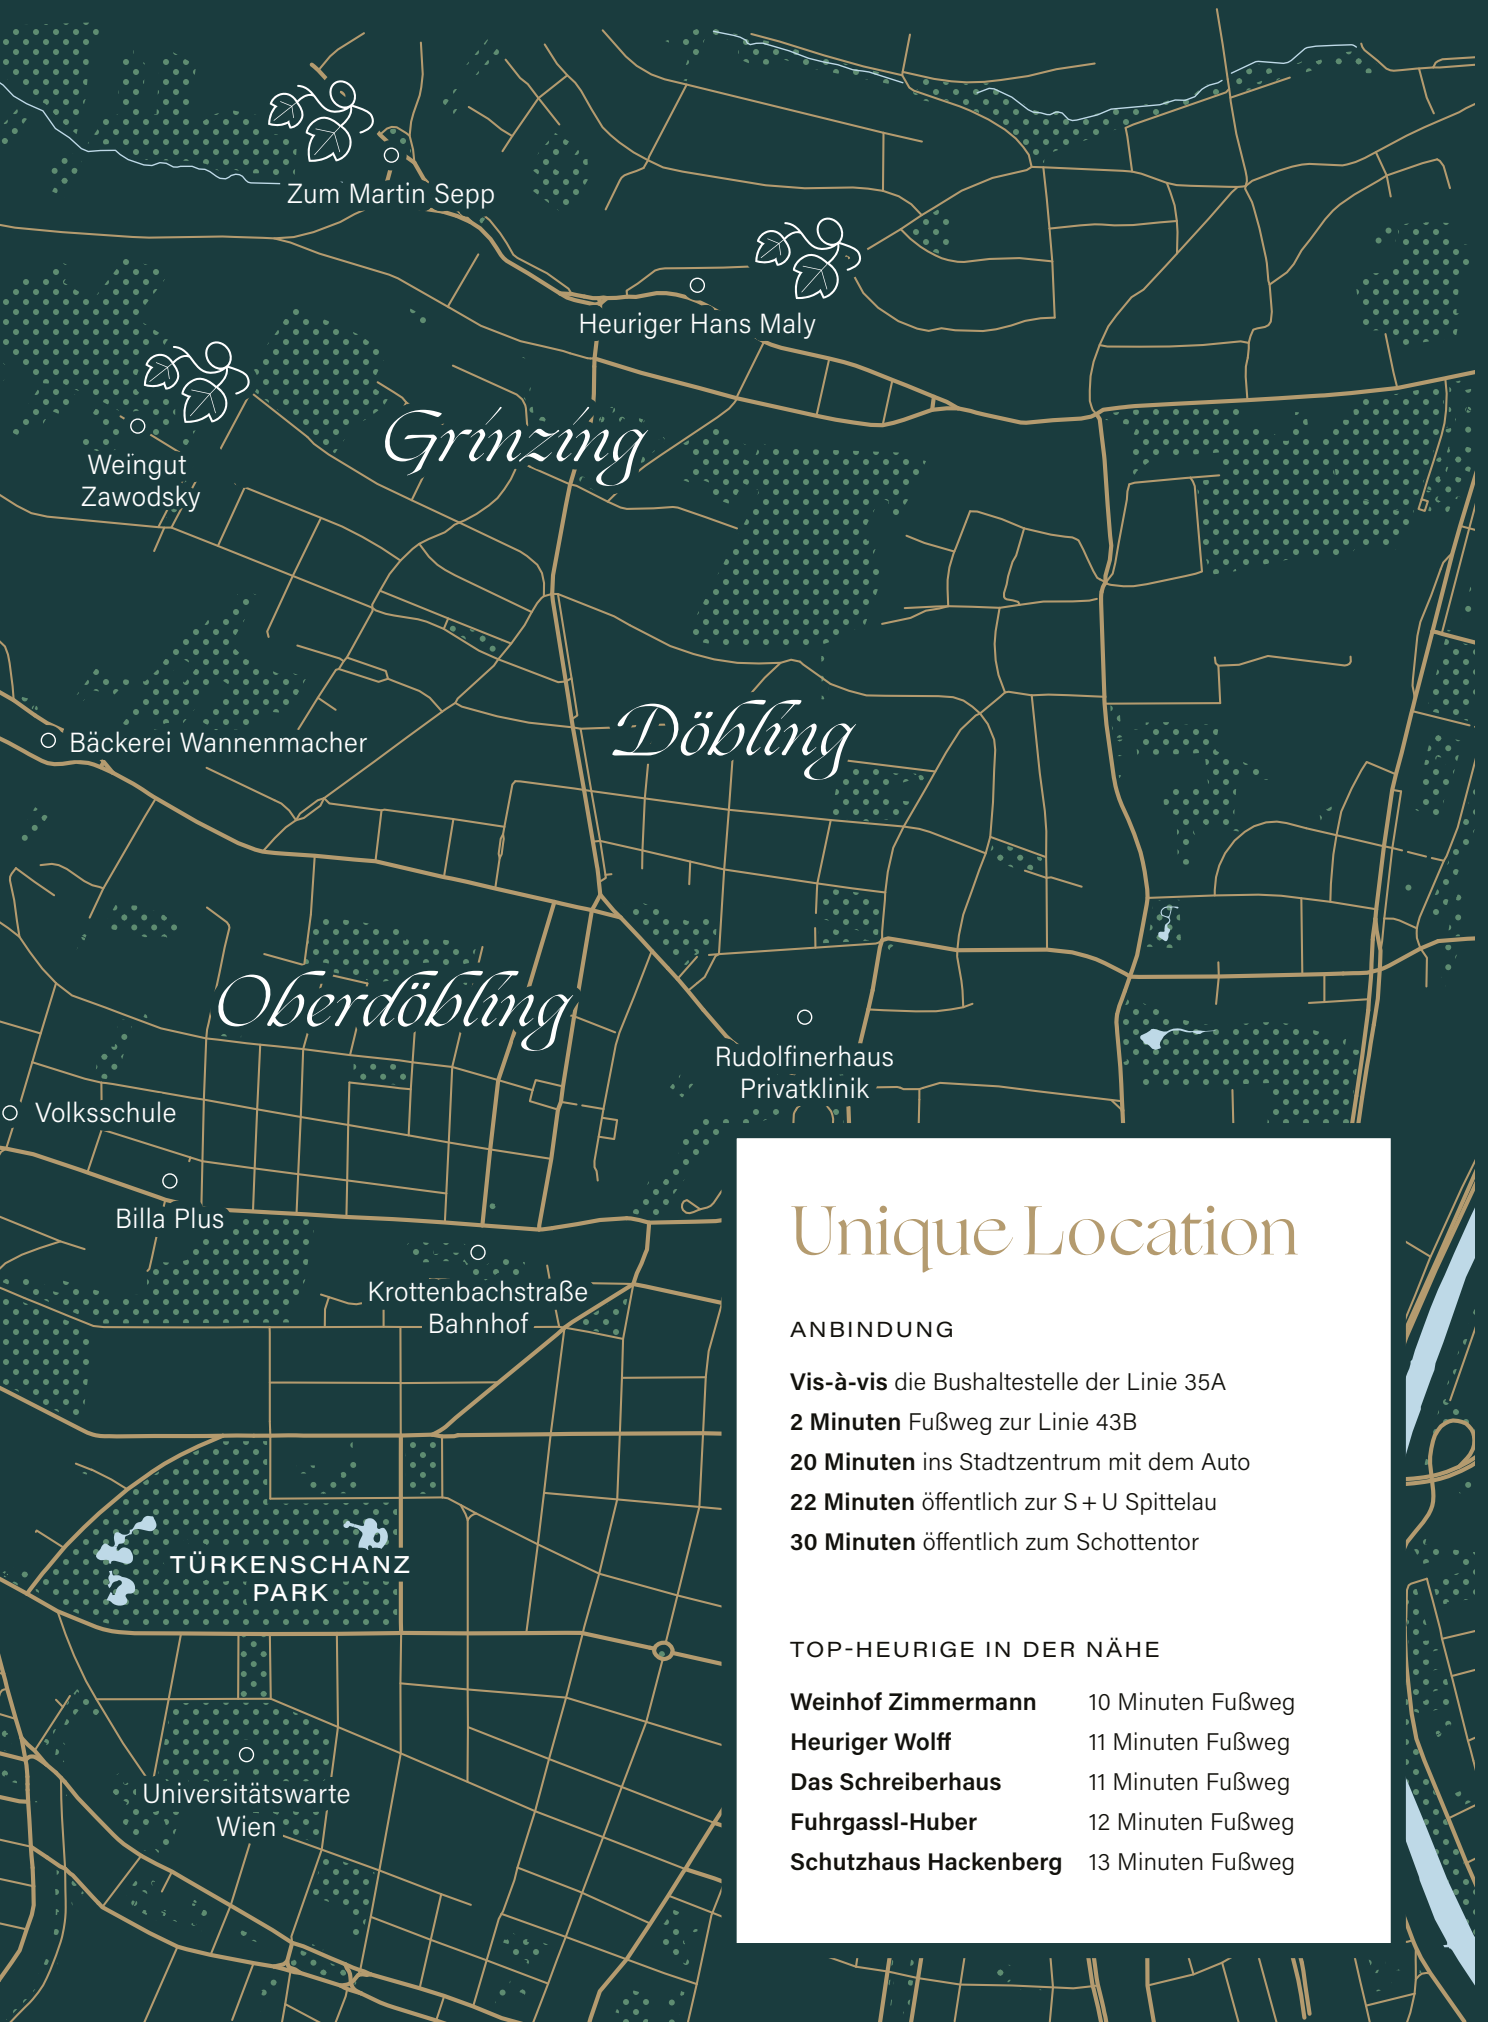 Zum Martin Sepp
Heuriger Hans Maly
Grinzing
Weingut
Zawodsky
Döbling
Bäckerei Wannenmacher
Oberdöbling
Rudolfinerhaus
Privatklinik
Volksschule
Billa Plus
Krottenbachstraße
Bahnhof
TÜRKENSCHANZ
PARK
Universitätswarte
Wien
Unique Location
ANBINDUNG
Vis-à-vis die Bushaltestelle der Linie 35A
2 Minuten Fußweg zur Linie 43B
20 Minuten ins Stadtzentrum mit dem Auto
22 Minuten öffentlich zur S + U Spittelau
30 Minuten öffentlich zum Schottentor
TOP-HEURIGE IN DER NÄHE
Weinhof Zimmermann 10 Minuten Fußweg
Heuriger Wolff 11 Minuten Fußweg
Das Schreiberhaus 11 Minuten Fußweg
Fuhrgassl-Huber 12 Minuten Fußweg
Schutzhaus Hackenberg 13 Minuten Fußweg